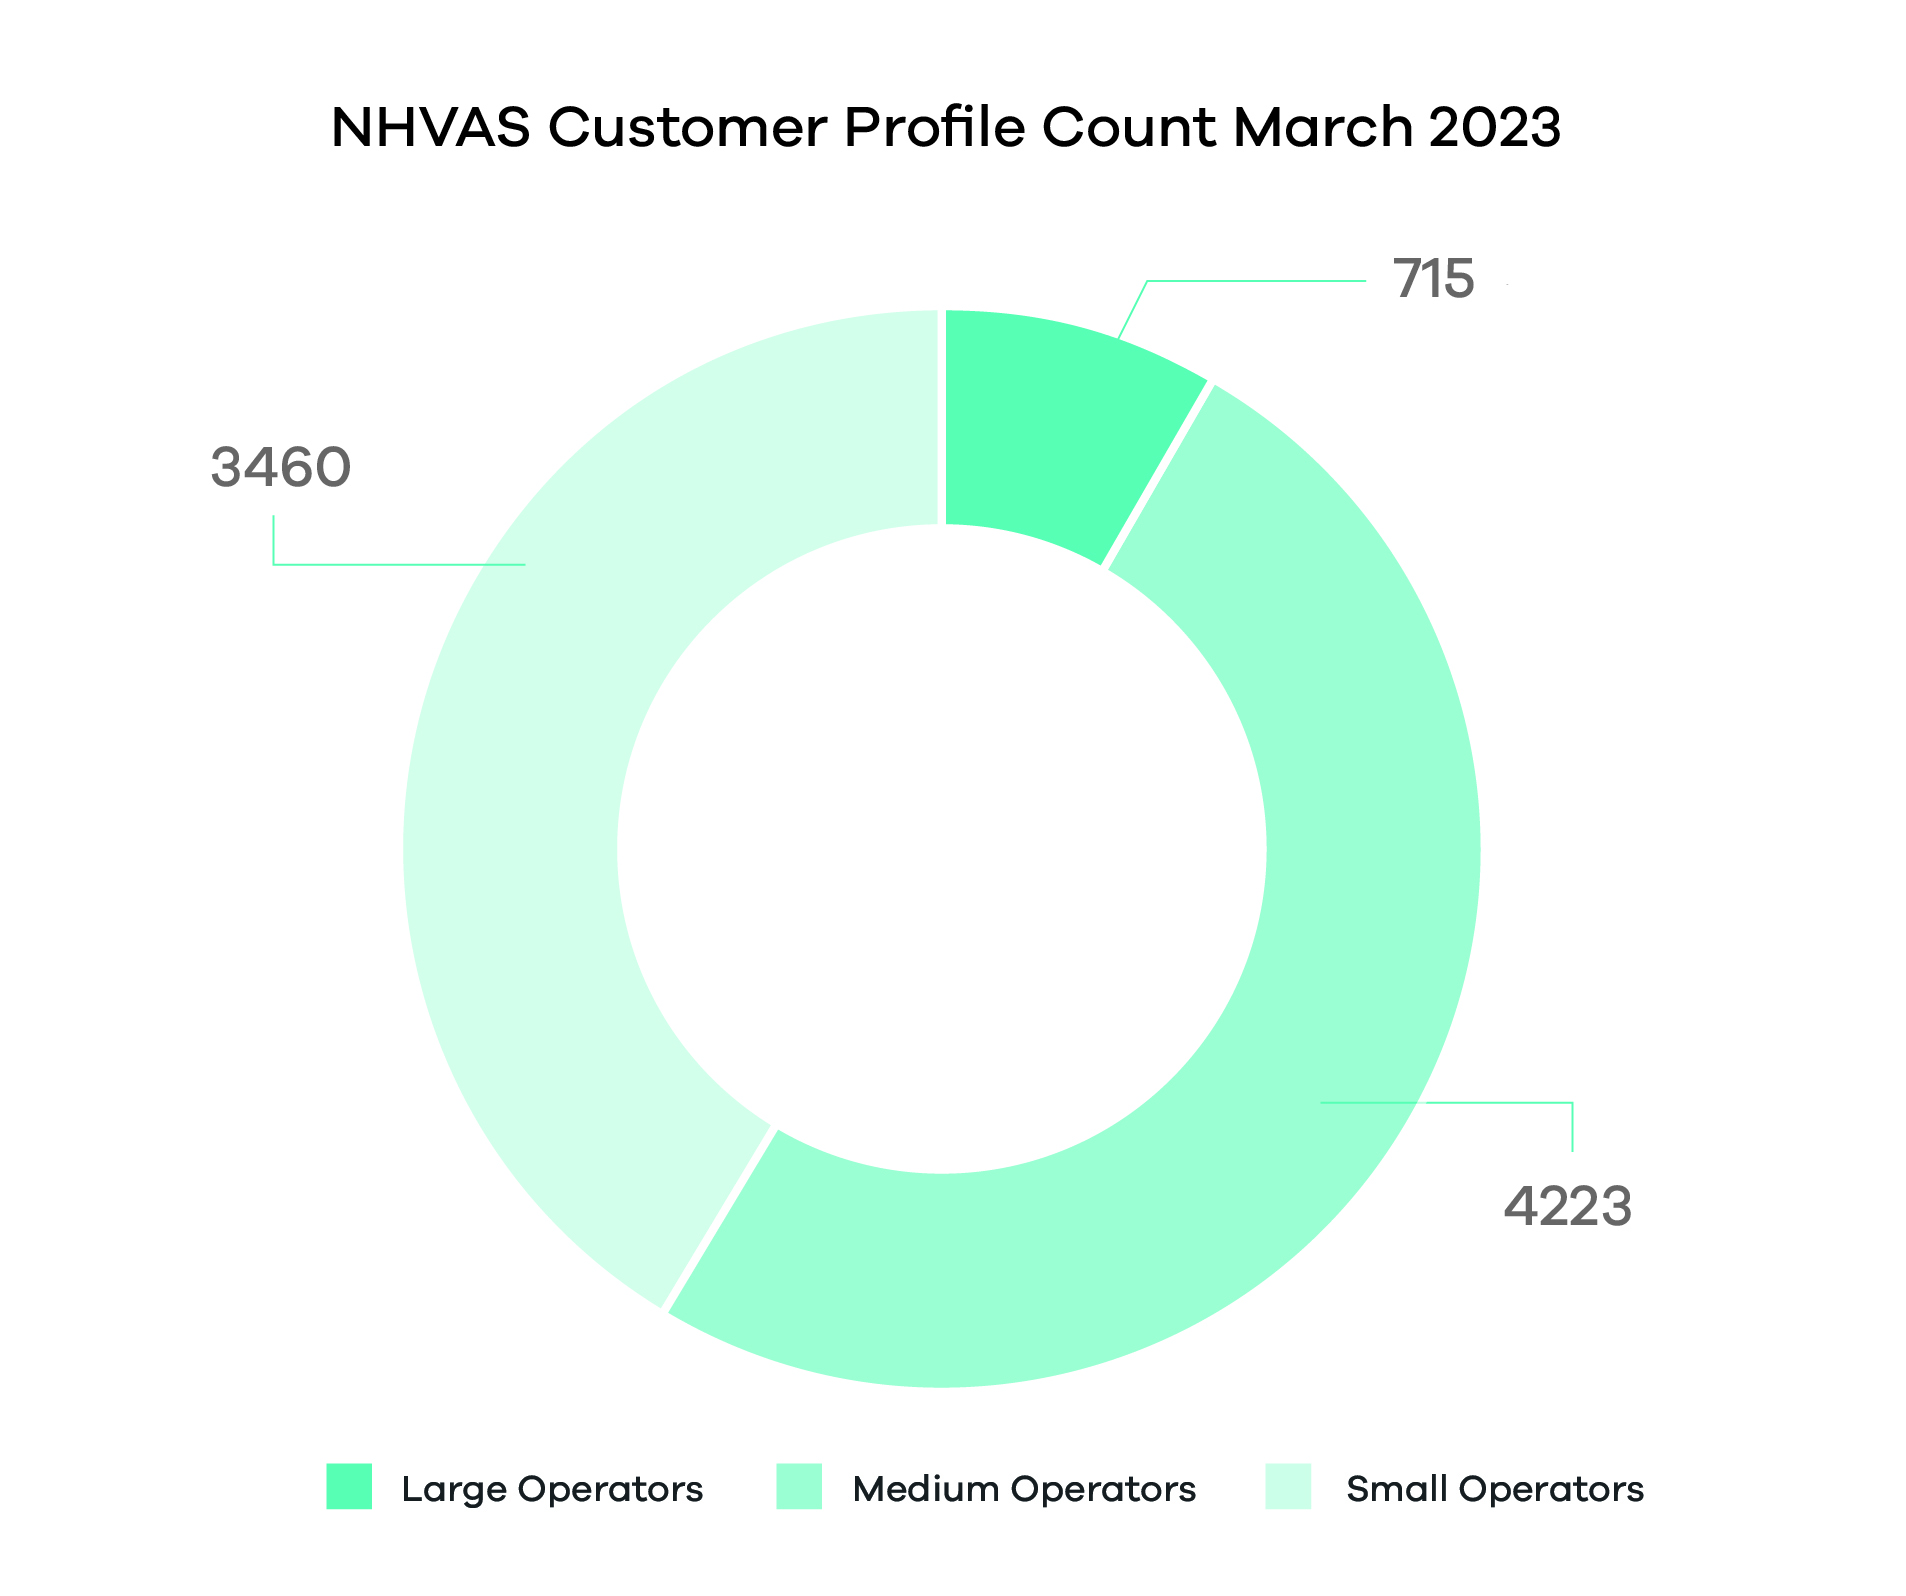 NHVAS Customer Profile Count March 2023
715
3460
4223
Large Operators
Medium Operators
Small Operators